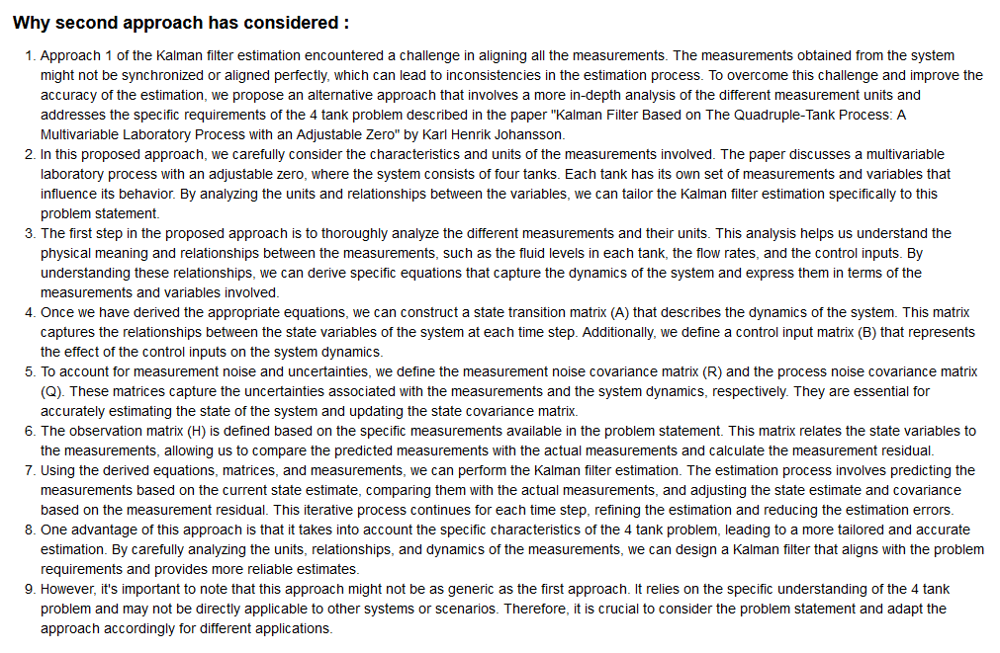 Why second approach has considered :
1. Approach 1 of the Kalman filter estimation encountered a challenge in aligning all the measurements. The measurements obtained from the system
might not be synchronized or aligned perfectly, which can lead to inconsistencies in the estimation process. To overcome this challenge and improve the
accuracy of the estimation, we propose an alternative approach that involves a more in-depth analysis of the different measurement units and
addresses the specific requirements of the 4 tank problem described in the paper "Kalman Filter Based on The Quadruple-Tank Process: A
Multivariable Laboratory Process with an Adjustable Zero" by Karl Henrik Johansson.
2. In this proposed approach, we carefully consider the characteristics and units of the measurements involved. The paper discusses a multivariable
laboratory process with an adjustable zero, where the system consists of four tanks. Each tank has its own set of measurements and variables that
influence its behavior. By analyzing the units and relationships between the variables, we can tailor the Kalman filter estimation specifically to this
problem statement.
3. The first step in the proposed approach is to thoroughly analyze the different measurements and their units. This analysis helps us understand the
physical meaning and relationships between the measurements, such as the fluid levels in each tank, the flow rates, and the control inputs. By
understanding these relationships, we can derive specific equations that capture the dynamics of the system and express them in terms of the
measurements and variables involved.
4. Once we have derived the appropriate equations, we can construct a state transition matrix (A) that describes the dynamics of the system. This matrix
captures the relationships between the state variables of the system at each time step. Additionally, we define a control input matrix (B) that represents
the effect of the control inputs on the system dynamics.
5. To account for measurement noise and uncertainties, we define the measurement noise covariance matrix (R) and the process noise covariance matrix
(Q). These matrices capture the uncertainties associated with the measurements and the system dynamics, respectively. They are essential for
accurately estimating the state of the system and updating the state covariance matrix.
6. The observation matrix (H) is defined based on the specific measurements available in the problem statement. This matrix relates the state variables to
the measurements, allowing us to compare the predicted measurements with the actual measurements and calculate the measurement residual.
7. Using the derived equations, matrices, and measurements, we can perform the Kalman filter estimation. The estimation process involves predicting the
measurements based on the current state estimate, comparing them with the actual measurements, and adjusting the state estimate and covariance
based on the measurement residual. This iterative process continues for each time step, refining the estimation and reducing the estimation errors.
8. One advantage of this approach is that it takes into account the specific characteristics of the 4 tank problem, leading to a more tailored and accurate
estimation. By carefully analyzing the units, relationships, and dynamics of the measurements, we can design a Kalman filter that aligns with the problem
requirements and provides more reliable estimates.
9. However, it's important to note that this approach might not be as generic as the first approach. It relies on the specific understanding of the 4 tank
problem and may not be directly applicable to other systems or scenarios. Therefore, it is crucial to consider the problem statement and adapt the
approach accordingly for different applications.